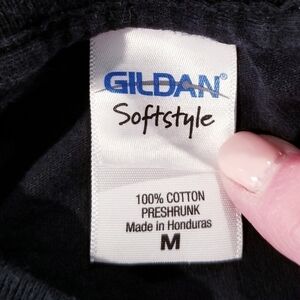 GILDAN®
Softstyle
100% COTTON
PRESHRUNK
Made in Honduras
M